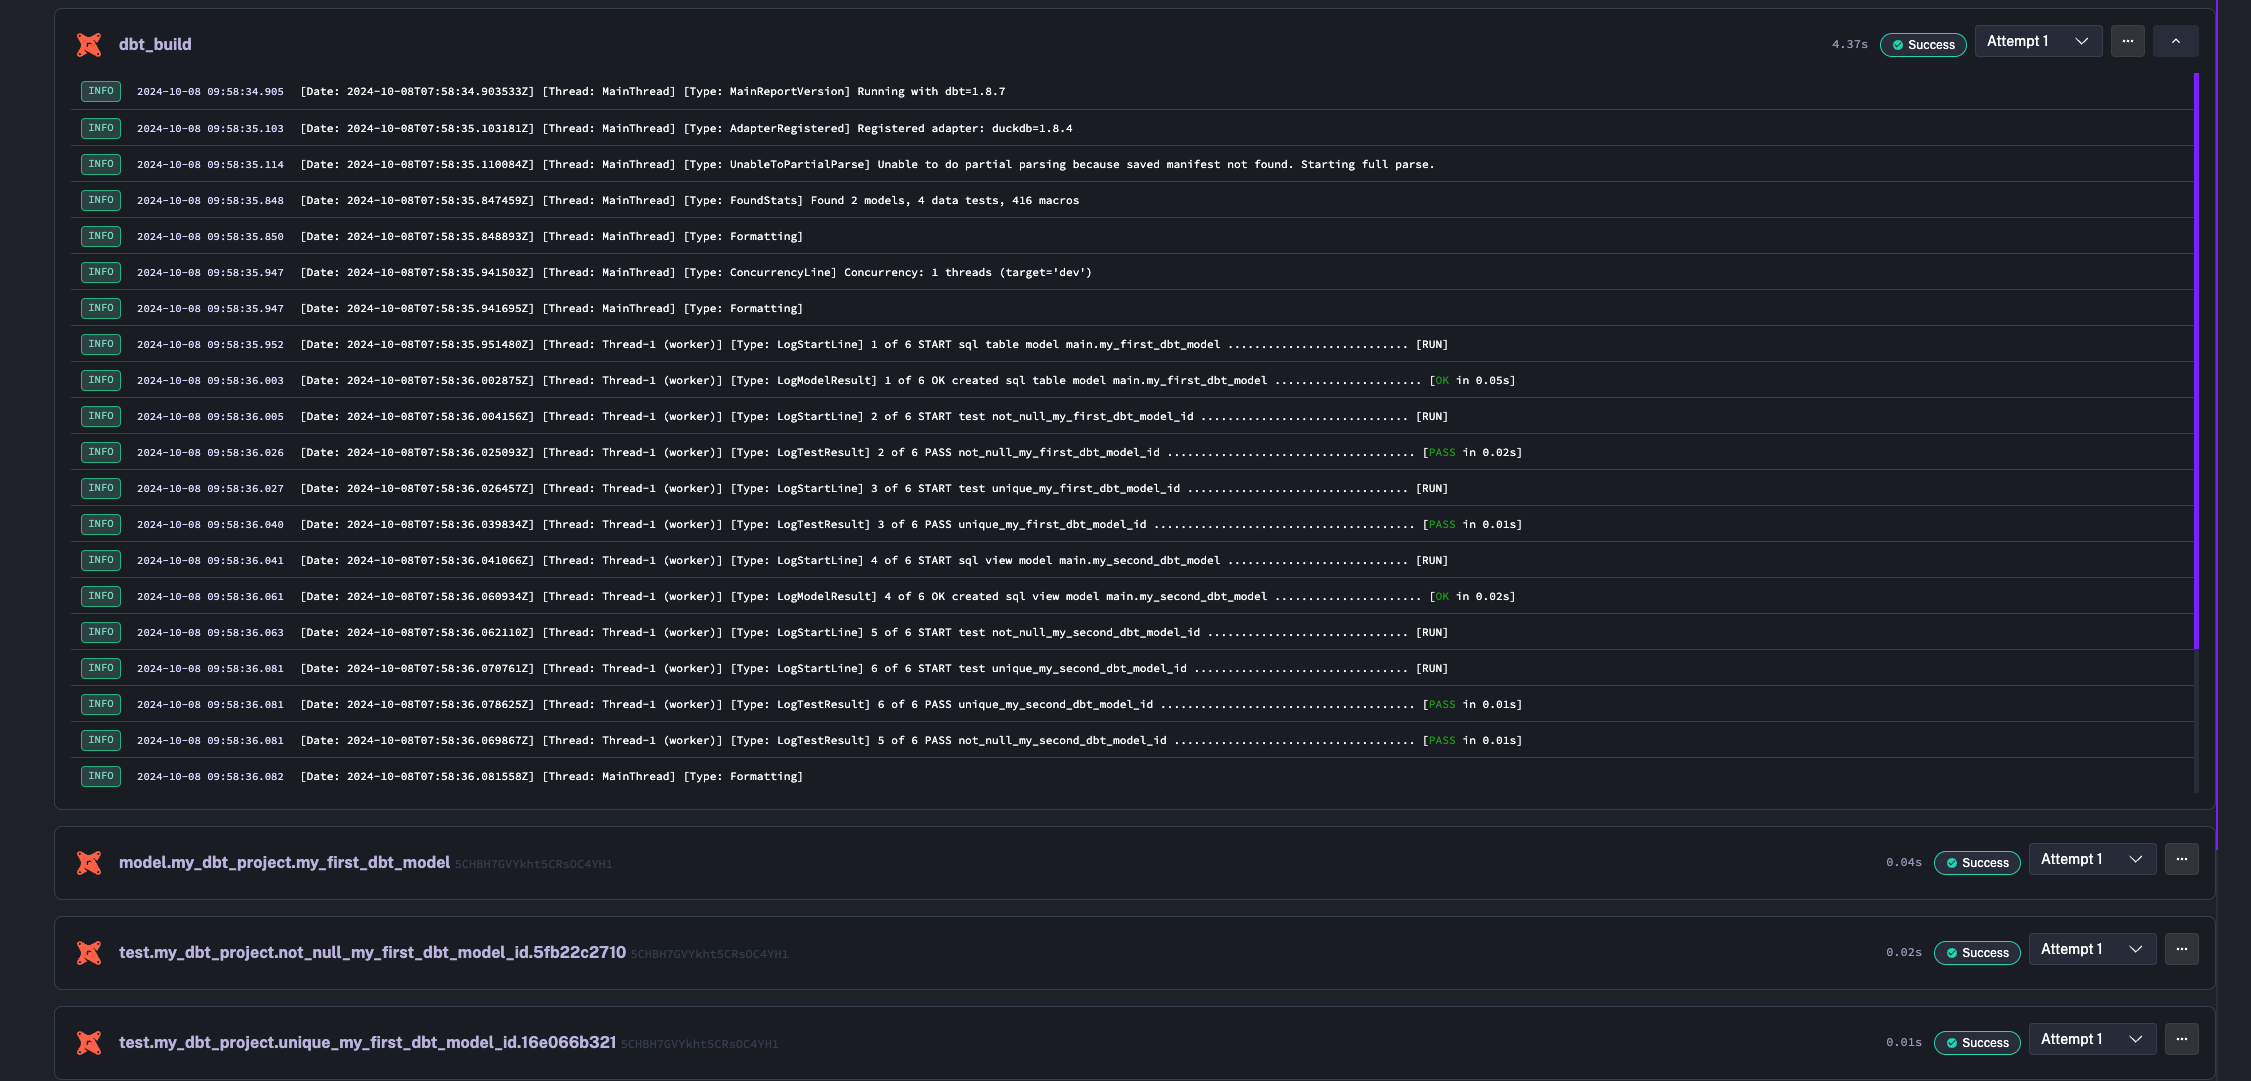 dbt_build 4.37s Success Attempt 1 ...
INFO 2024-10-08 09:58:34.905 [Date: 2024-10-08T07:58:34.903533Z] [Thread: MainThread] [Type: MainReportVersion] Running with dbt=1.8.7
INFO 2024-10-08 09:58:35.103 [Date: 2024-10-08T07:58:35.103181Z] [Thread: MainThread] [Type: AdapterRegistered] Registered adapter: duckdb=1.8.4
INFO 2024-10-08 09:58:35.114 [Date: 2024-10-08T07:58:35.110084Z] [Thread: MainThread] [Type: UnableToPartialParse] Unable to do partial parsing because saved manifest not found. Starting full parse.
INFO 2024-10-08 09:58:35.848 [Date: 2024-10-08T07:58:35.847459Z] [Thread: MainThread] [Type: FoundStats] Found 2 models, 4 data tests, 416 macros
INFO 2024-10-08 09:58:35.850 [Date: 2024-10-08T07:58:35.848893Z] [Thread: MainThread] [Type: Formatting]
INFO 2024-10-08 09:58:35.947 [Date: 2024-10-08T07:58:35.941503Z] [Thread: MainThread] [Type: ConcurrencyLine] Concurrency: 1 threads (target='dev')
INFO 2024-10-08 09:58:35.947 [Date: 2024-10-08T07:58:35.941695Z] [Thread: MainThread] [Type: Formatting]
INFO 2024-10-08 09:58:35.952 [Date: 2024-10-08T07:58:35.951480Z] [Thread: Thread-1 (worker)] [Type: LogStartLine] 1 of 6 START sql table model main.my_first_dbt_model ........................... [RUN]
INFO 2024-10-08 09:58:36.003 [Date: 2024-10-08T07:58:36.002875Z] [Thread: Thread-1 (worker)] [Type: LogModelResult] 1 of 6 OK created sql table model main.my_first_dbt_model ...................... [OK in 0.05s]
INFO 2024-10-08 09:58:36.005 [Date: 2024-10-08T07:58:36.004156Z] [Thread: Thread-1 (worker)] [Type: LogStartLine] 2 of 6 START test not_null_my_first_dbt_model_id ............................... [RUN]
INFO 2024-10-08 09:58:36.026 [Date: 2024-10-08T07:58:36.025093Z] [Thread: Thread-1 (worker)] [Type: LogTestResult] 2 of 6 PASS not_null_my_first_dbt_model_id ..................................... [PASS in 0.02s]
INFO 2024-10-08 09:58:36.027 [Date: 2024-10-08T07:58:36.026457Z] [Thread: Thread-1 (worker)] [Type: LogStartLine] 3 of 6 START test unique_my_first_dbt_model_id ................................. [RUN]
INFO 2024-10-08 09:58:36.040 [Date: 2024-10-08T07:58:36.039834Z] [Thread: Thread-1 (worker)] [Type: LogTestResult] 3 of 6 PASS unique_my_first_dbt_model_id ....................................... [PASS in 0.01s]
INFO 2024-10-08 09:58:36.041 [Date: 2024-10-08T07:58:36.041066Z] [Thread: Thread-1 (worker)] [Type: LogStartLine] 4 of 6 START sql view model main.my_second_dbt_model ........................... [RUN]
INFO 2024-10-08 09:58:36.061 [Date: 2024-10-08T07:58:36.060934Z] [Thread: Thread-1 (worker)] [Type: LogModelResult] 4 of 6 OK created sql view model main.my_second_dbt_model ...................... [OK in 0.02s]
INFO 2024-10-08 09:58:36.063 [Date: 2024-10-08T07:58:36.062110Z] [Thread: Thread-1 (worker)] [Type: LogStartLine] 5 of 6 START test not_null_my_second_dbt_model_id .............................. [RUN]
INFO 2024-10-08 09:58:36.081 [Date: 2024-10-08T07:58:36.070761Z] [Thread: Thread-1 (worker)] [Type: LogStartLine] 6 of 6 START test unique_my_second_dbt_model_id ................................ [RUN]
INFO 2024-10-08 09:58:36.081 [Date: 2024-10-08T07:58:36.078625Z] [Thread: Thread-1 (worker)] [Type: LogTestResult] 6 of 6 PASS unique_my_second_dbt_model_id ...................................... [PASS in 0.01s]
INFO 2024-10-08 09:58:36.081 [Date: 2024-10-08T07:58:36.069867Z] [Thread: Thread-1 (worker)] [Type: LogTestResult] 5 of 6 PASS not_null_my_second_dbt_model_id .................................... [PASS in 0.01s]
INFO 2024-10-08 09:58:36.082 [Date: 2024-10-08T07:58:36.081558Z] [Thread: MainThread] [Type: Formatting]
model.my_dbt_project.my_first_dbt_model 5CHBH7GVYkht5CRsOC4YH1 0.04s Success Attempt 1 ...
test.my_dbt_project.not_null_my_first_dbt_model_id.5fb22c2710 5CHBH7GVYkht5CRsOC4YH1 0.02s Success Attempt 1 ...
test.my_dbt_project.unique_my_first_dbt_model_id.16e066b321 5CHBH7GVYkht5CRsOC4YH1 0.01s Success Attempt 1 ...